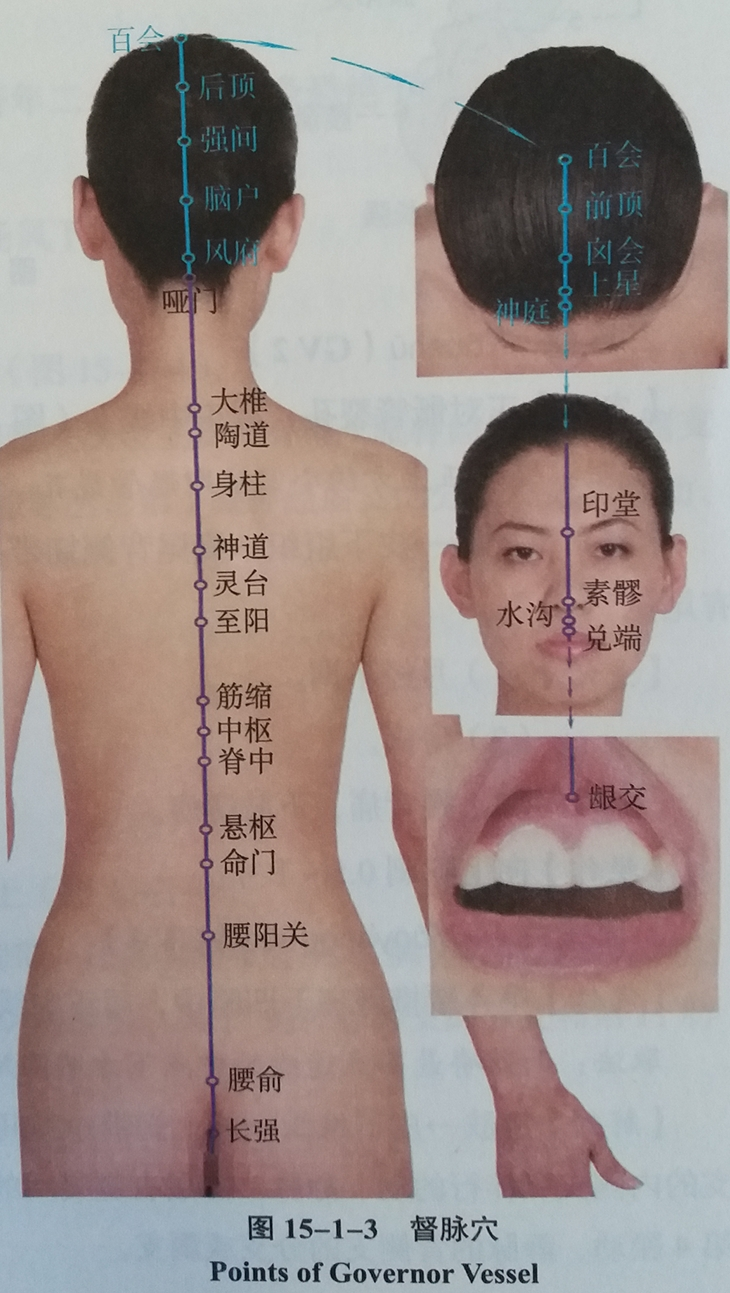 百会
后顶
强间
脑户
风府
哑门
大椎
陶道
身柱
神道
灵台
至阳
筋缩
中枢
脊中
悬枢
命门
腰阳关
腰俞
长强
百会
前顶
囟会
上星
神庭
印堂
素髎
水沟
兑端
龈交
图 15-1-3 督脉穴
Points of Governor Vessel